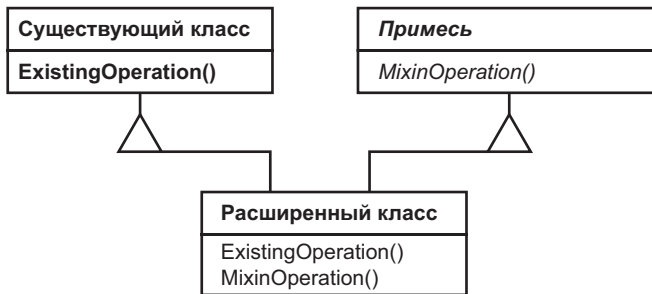 Существующий класс
ExistingOperation()
Примесь
MixinOperation()
Расширенный класс
ExistingOperation()
MixinOperation()